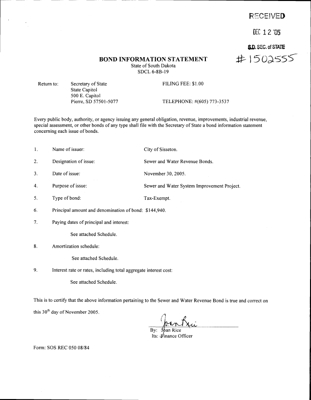 RECEIVED
DEC 12 '05
S.D. SEC. of STATE
#1502555
BOND INFORMATION STATEMENT
State of South Dakota
SDCL 6-8B-19
Return to: Secretary of State FILING FEE: $1.00
State Capitol
500 E. Capitol
Pierre, SD 57501-5077 TELEPHONE: #(605) 773-3537
Every public body, authority, or agency issuing any general obligation, revenue, improvements, industrial revenue,
special assessment, or other bonds of any type shall file with the Secretary of State a bond information statement
concerning each issue of bonds.
1. Name of issuer: City of Sisseton.
2. Designation of issue: Sewer and Water Revenue Bonds.
3. Date of issue: November 30, 2005.
4. Purpose of issue: Sewer and Water System Improvement Project.
5. Type of bond: Tax-Exempt.
6. Principal amount and denomination of bond: $144,940.
7. Paying dates of principal and interest:
See attached Schedule.
8. Amortization schedule:
See attached Schedule.
9. Interest rate or rates, including total aggregate interest cost:
See attached Schedule.
This is to certify that the above information pertaining to the Sewer and Water Revenue Bond is true and correct on
this 30th day of November 2005.
By: Joan Rice
Its: Finance Officer
Form: SOS REC 050 08/84